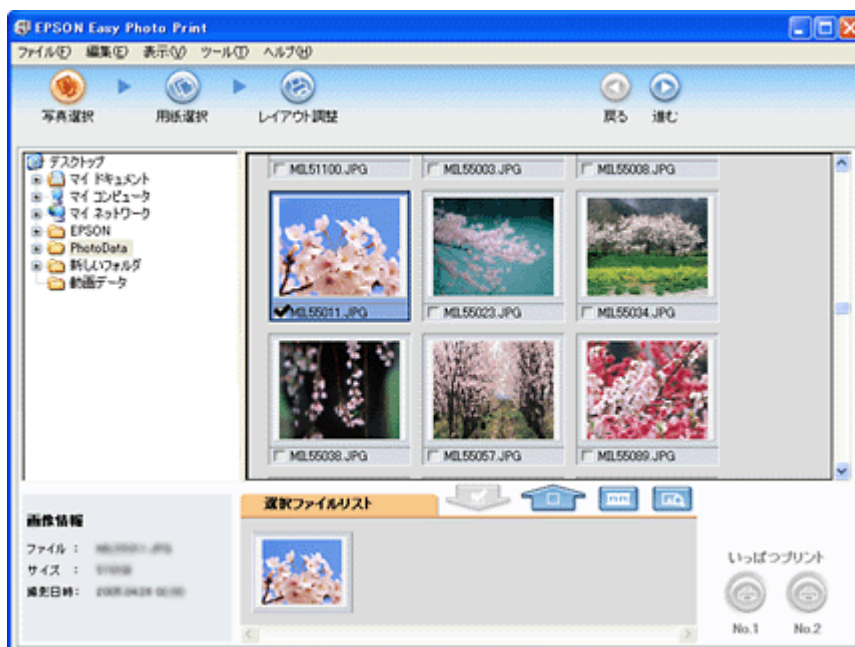 EPSON Easy Photo Print
ファイル(F) 編集(E) 表示(V) ツール(T) ヘルプ(H)
写真選択 用紙選択 レイアウト調整 戻る 進む
デスクトップ
マイ ドキュメント
マイ コンピュータ
マイ ネットワーク
EPSON
PhotoData
新しいフォルダ
動画データ
MIL51100.JPG MIL55003.JPG MIL55008.JPG
MIL55011.JPG MIL55023.JPG MIL55034.JPG
MIL55038.JPG MIL55057.JPG MIL55089.JPG
選択ファイルリスト
画像情報
ファイル :
サイズ :
撮影日時:
いっぱつプリント
No.1 No.2